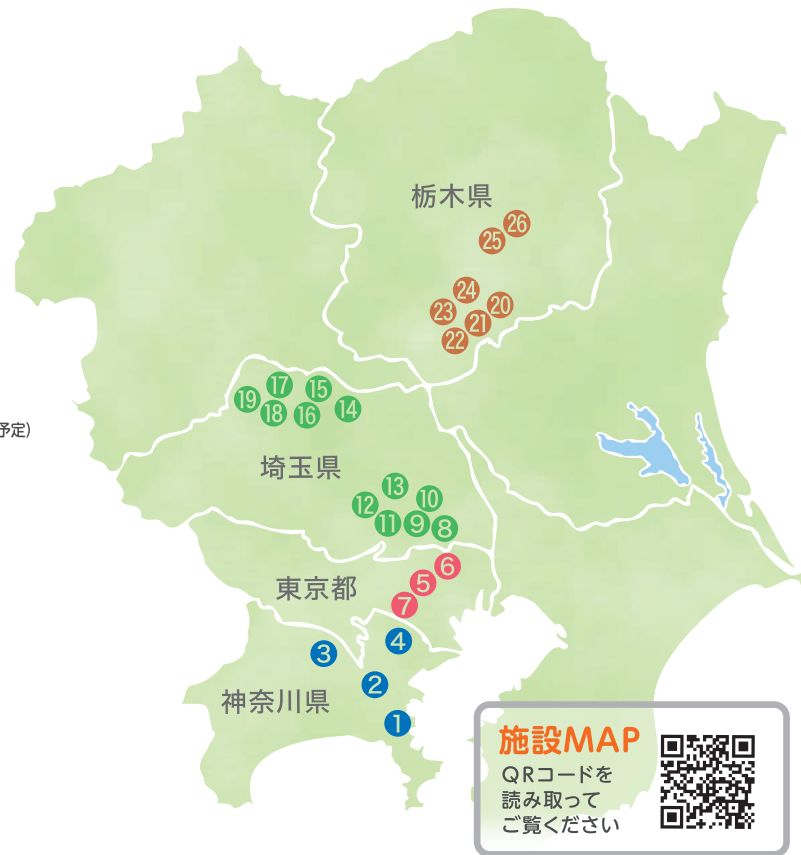 栃木県
㉖
㉕
㉔
㉓
⑳
㉑
㉒
⑰
⑮
⑲
⑱
⑯
⑭
予定)
埼玉県
⑬
⑫
⑩
⑪
⑨
⑧
東京都
⑥
⑤
⑦
④
③
②
神奈川県
①
施設MAP
QRコードを
読み取って
ご覧ください